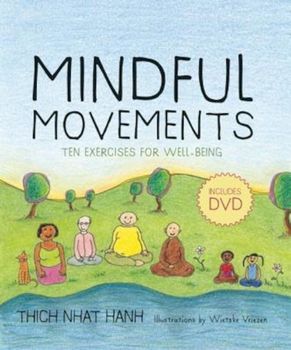 MINDFUL
MOVEMENTS
TEN EXERCISES FOR WELL-BEING
INCLUDES
DVD
THICH NHAT HANH Illustrations by Wietske Vriezen